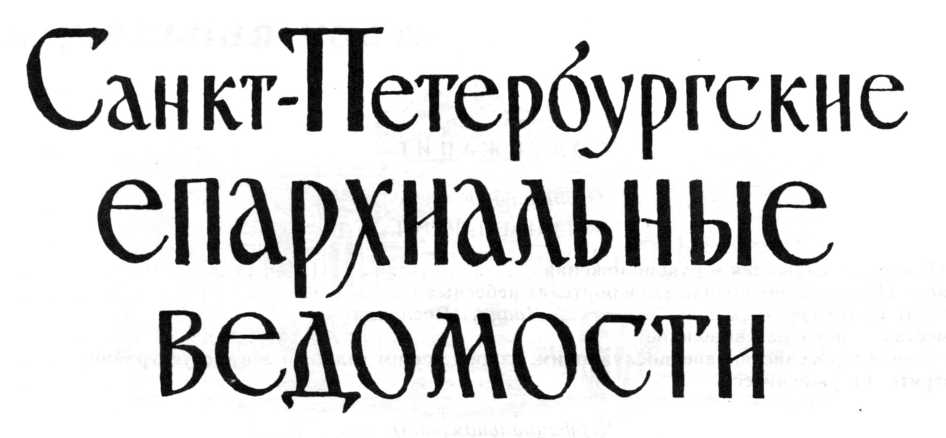 Санкт-Петербургские
епархиальные
ведомости